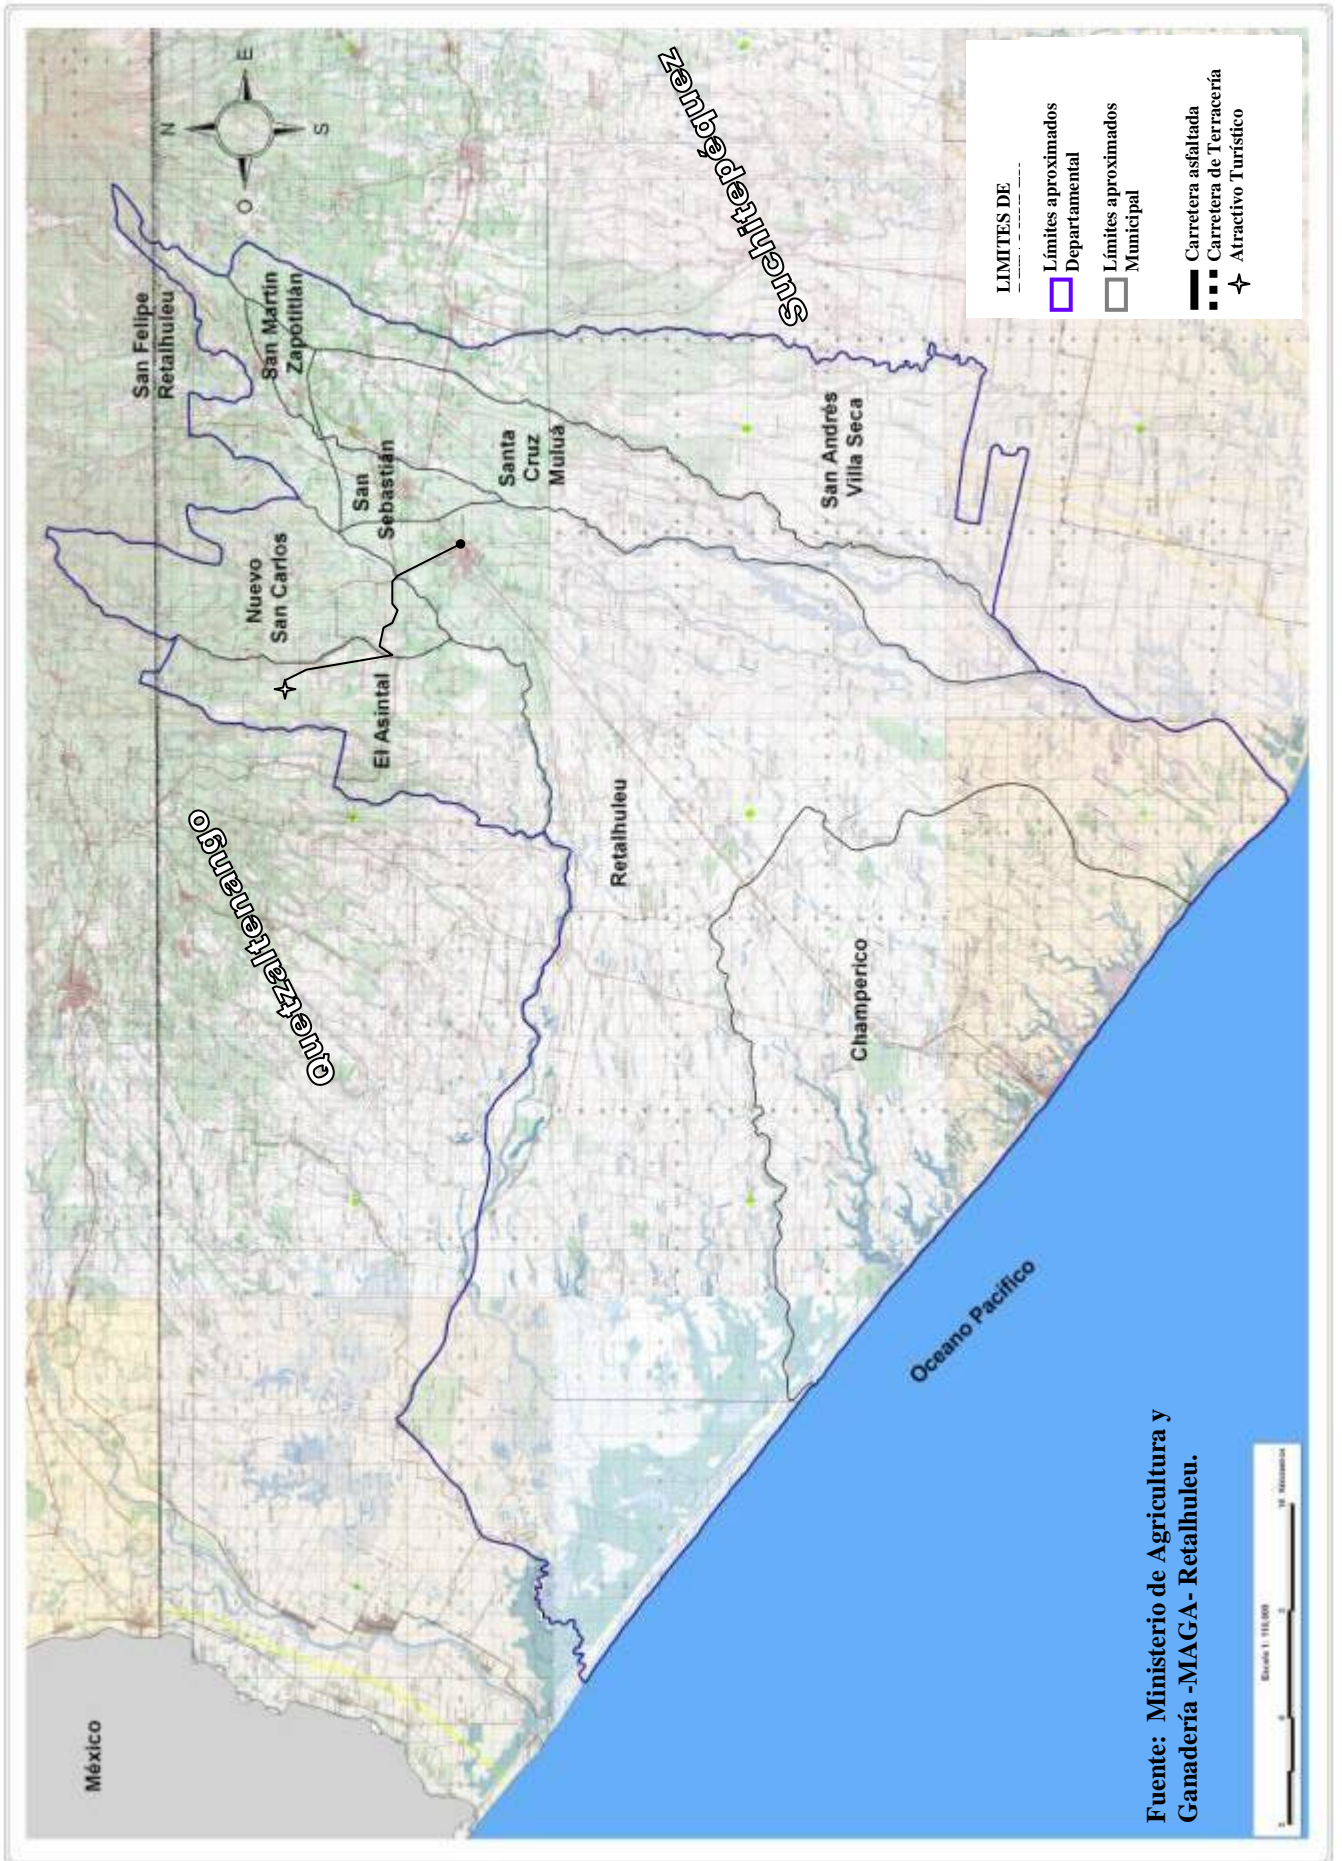 N
E
S
O
México
San Felipe
Retalhuleu
San Martín
Zapotitlán
Nuevo
San Carlos
San
Sebastián
Santa
Cruz
Muluá
El Asintal
San Andrés
Villa Seca
Retalhuleu
Champerico
Quetzaltenango
Suchitepéquez
Oceano Pacífico
LIMITES DE
Límites aproximados
Departamental
Límites aproximados
Municipal
Carretera asfaltada
Carretera de Terracería
Atractivo Turístico
Fuente: Ministerio de Agricultura y
Ganadería -MAGA- Retalhuleu.